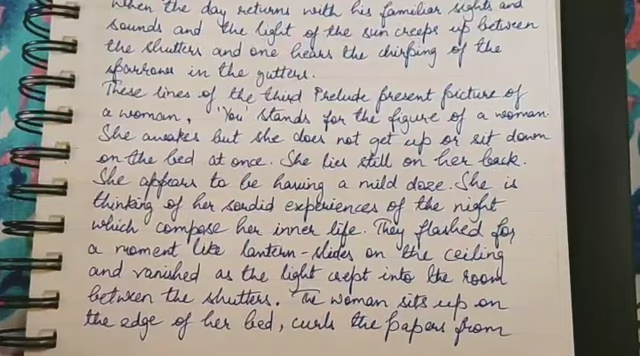 when the day returns with his familiar sights and
sounds and the light of the sun creeps up between
the shutters and one hears the chirping of the
sparrows in the gutters.
These lines of the third Prelude present picture of
a woman. 'You' stands for the figure of a woman.
She awakes but she does not get up or sit down
on the bed at once. She lies still on her back.
She appears to be having a mild doze. She is
thinking of her sordid experiences of the night
which compose her inner life. They flashed for
a moment like lantern-slides on the ceiling
and vanished as the light crept into the room
between the shutters. The woman sits up on
the edge of her bed, curls the papers from